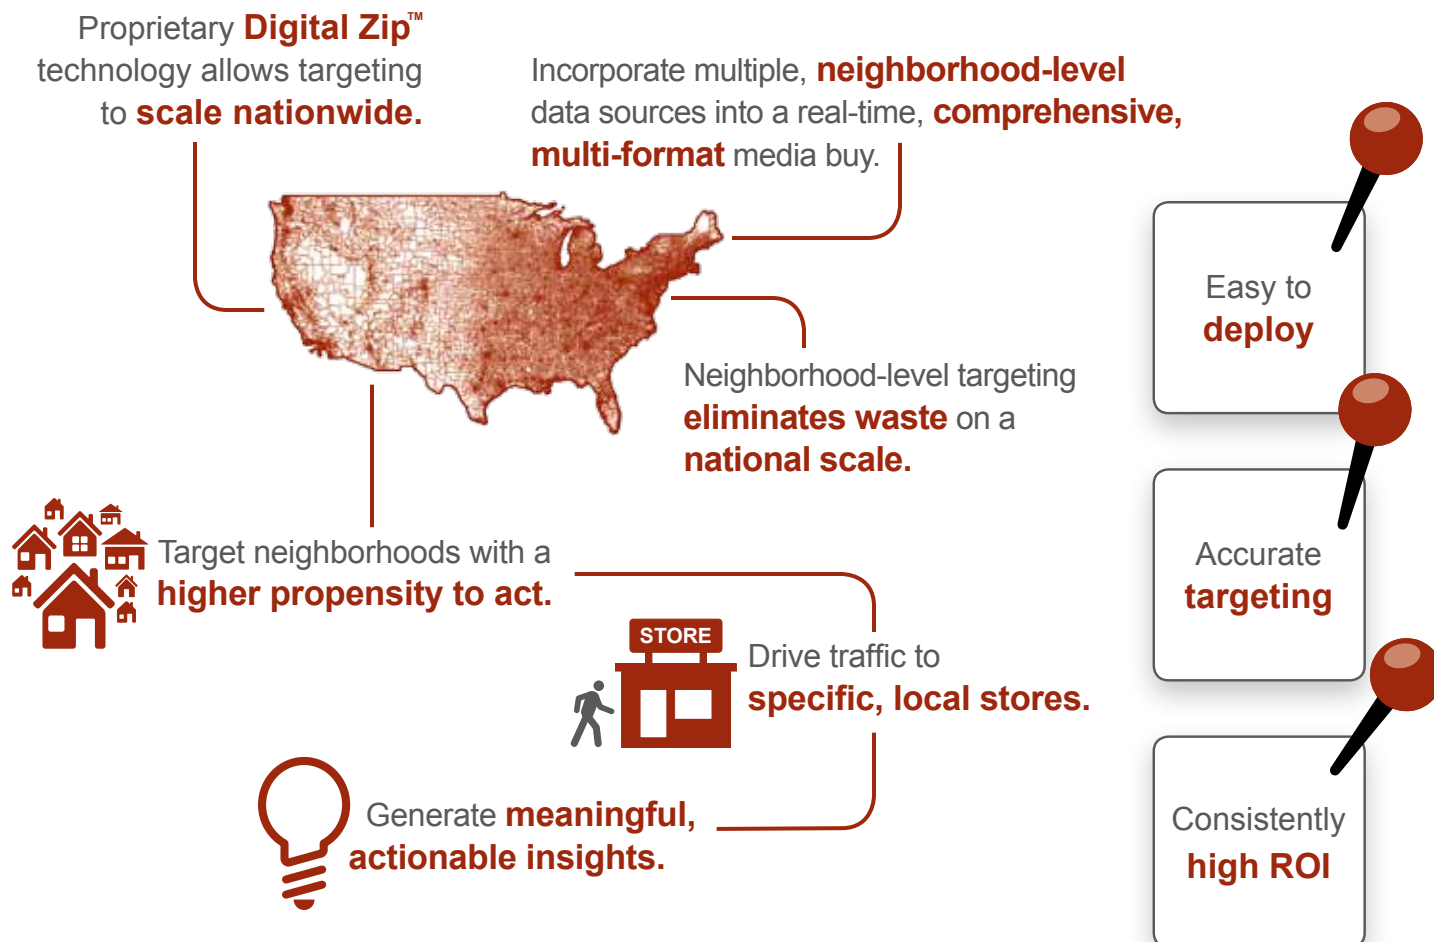 Proprietary Digital Zip™
technology allows targeting
to scale nationwide.
Incorporate multiple, neighborhood-level
data sources into a real-time, comprehensive,
multi-format media buy.
Neighborhood-level targeting
eliminates waste on a
national scale.
Target neighborhoods with a
higher propensity to act.
STORE
Drive traffic to
specific, local stores.
Generate meaningful,
actionable insights.
Easy to
deploy
Accurate
targeting
Consistently
high ROI